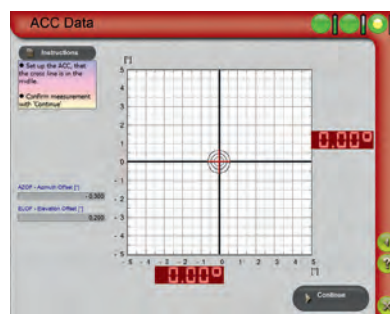 ACC Data
Instructions
● Set up the ACC, that
the cross line is in the
midle.
● Confirm measurement
with 'Continue'
[°]
5
4
3
2
1
0
- 1
- 2
- 3
- 4
- 5
- 5 - 4 - 3 - 2 - 1 0 1 2 3 4 5
[°]
0.00°
0.00°
AZOF - Azimuth Offset [°]
- 0,300
ELOF - Elevation Offset [°]
0,200
Continue